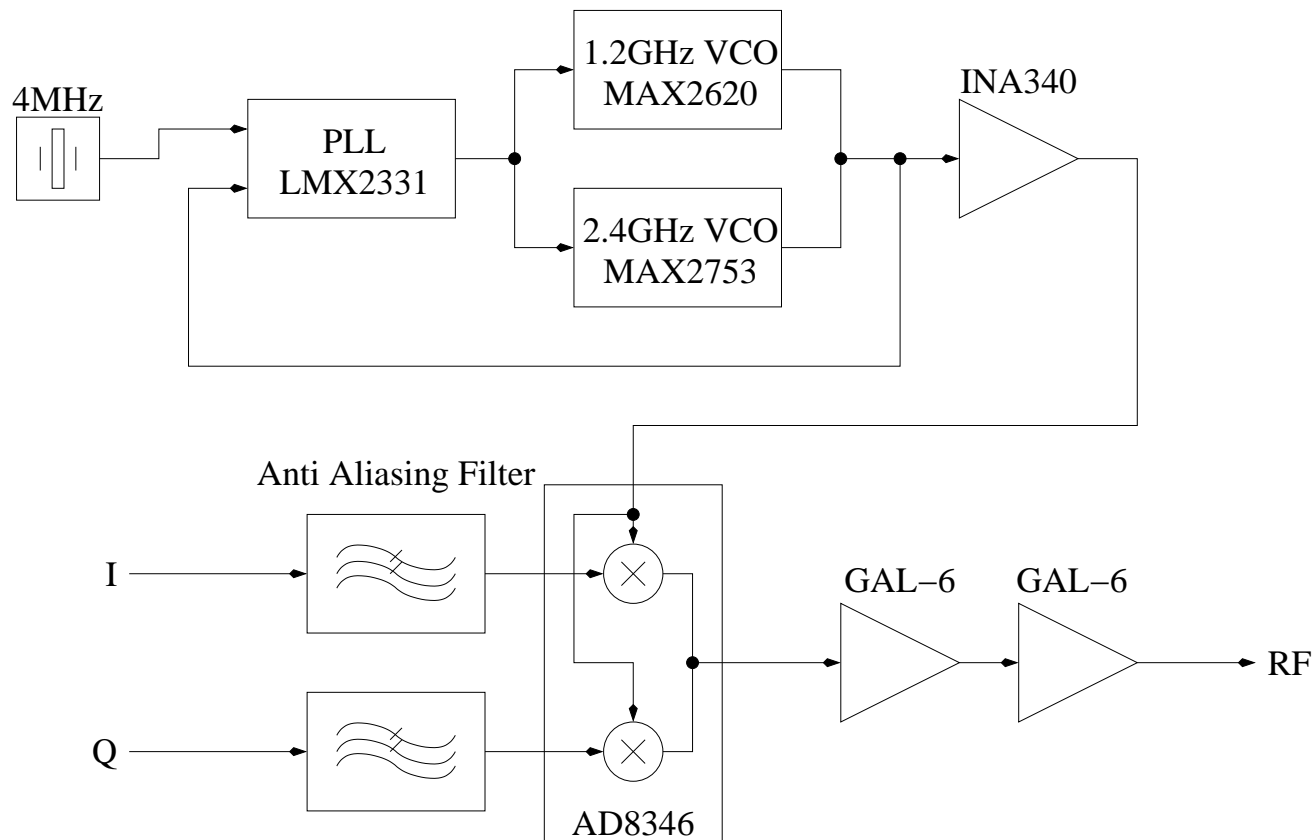 4MHz
PLL
LMX2331
1.2GHz VCO
MAX2620
2.4GHz VCO
MAX2753
INA340
Anti Aliasing Filter
I
Q
AD8346
GAL−6
GAL−6
RF